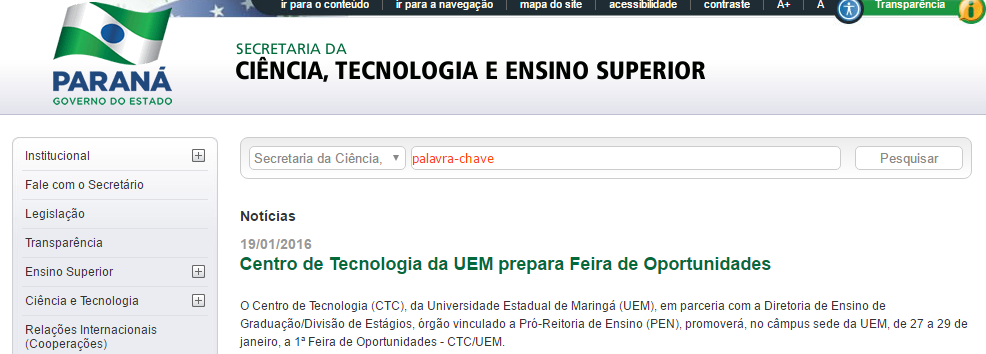 ir para o conteúdo ir para a navegação mapa do site acessibilidade contraste A+ A Transparência
PARANÁ
GOVERNO DO ESTADO
SECRETARIA DA
CIÊNCIA, TECNOLOGIA E ENSINO SUPERIOR
Institucional
Fale com o Secretário
Legislação
Transparência
Ensino Superior
Ciência e Tecnologia
Relações Internacionais
(Cooperações)
Secretaria da Ciência, palavra-chave Pesquisar
Notícias
19/01/2016
Centro de Tecnologia da UEM prepara Feira de Oportunidades
O Centro de Tecnologia (CTC), da Universidade Estadual de Maringá (UEM), em parceria com a Diretoria de Ensino de
Graduação/Divisão de Estágios, órgão vinculado a Pró-Reitoria de Ensino (PEN), promoverá, no câmpus sede da UEM, de 27 a 29 de
janeiro, a 1ª Feira de Oportunidades - CTC/UEM.